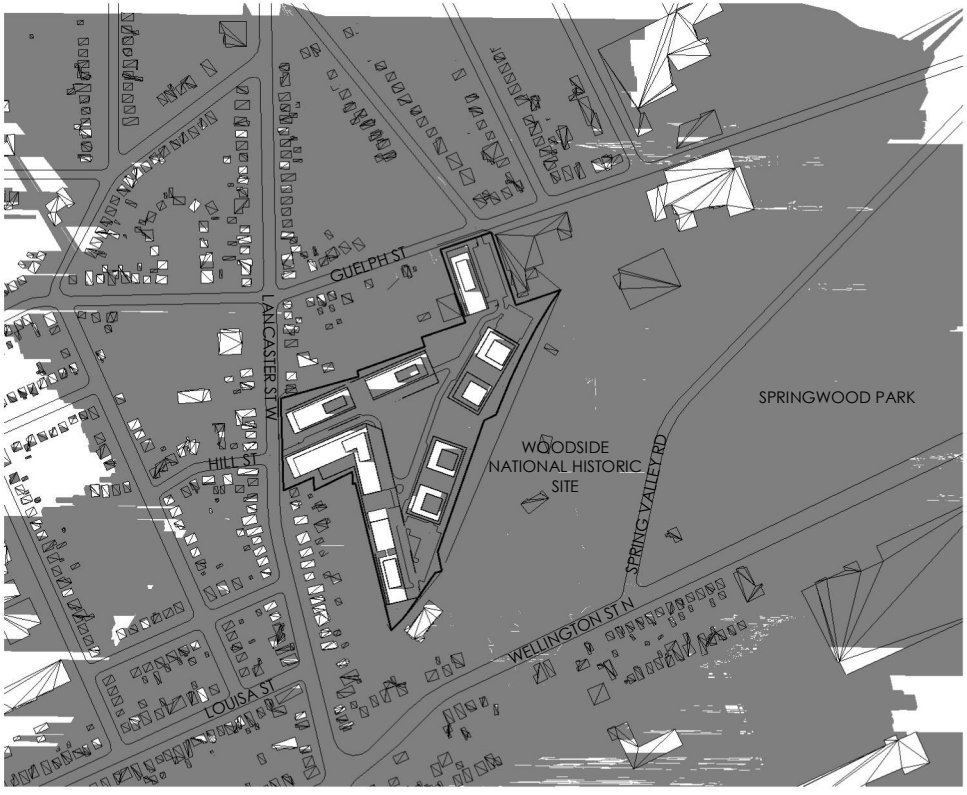 GUELPH ST
LANCASTER ST W
SPRINGWOOD PARK
WOODSIDE
NATIONAL HISTORIC
SITE
HILL ST
SPRING VALLEY RD
WELLINGTON ST N
LOUISA ST